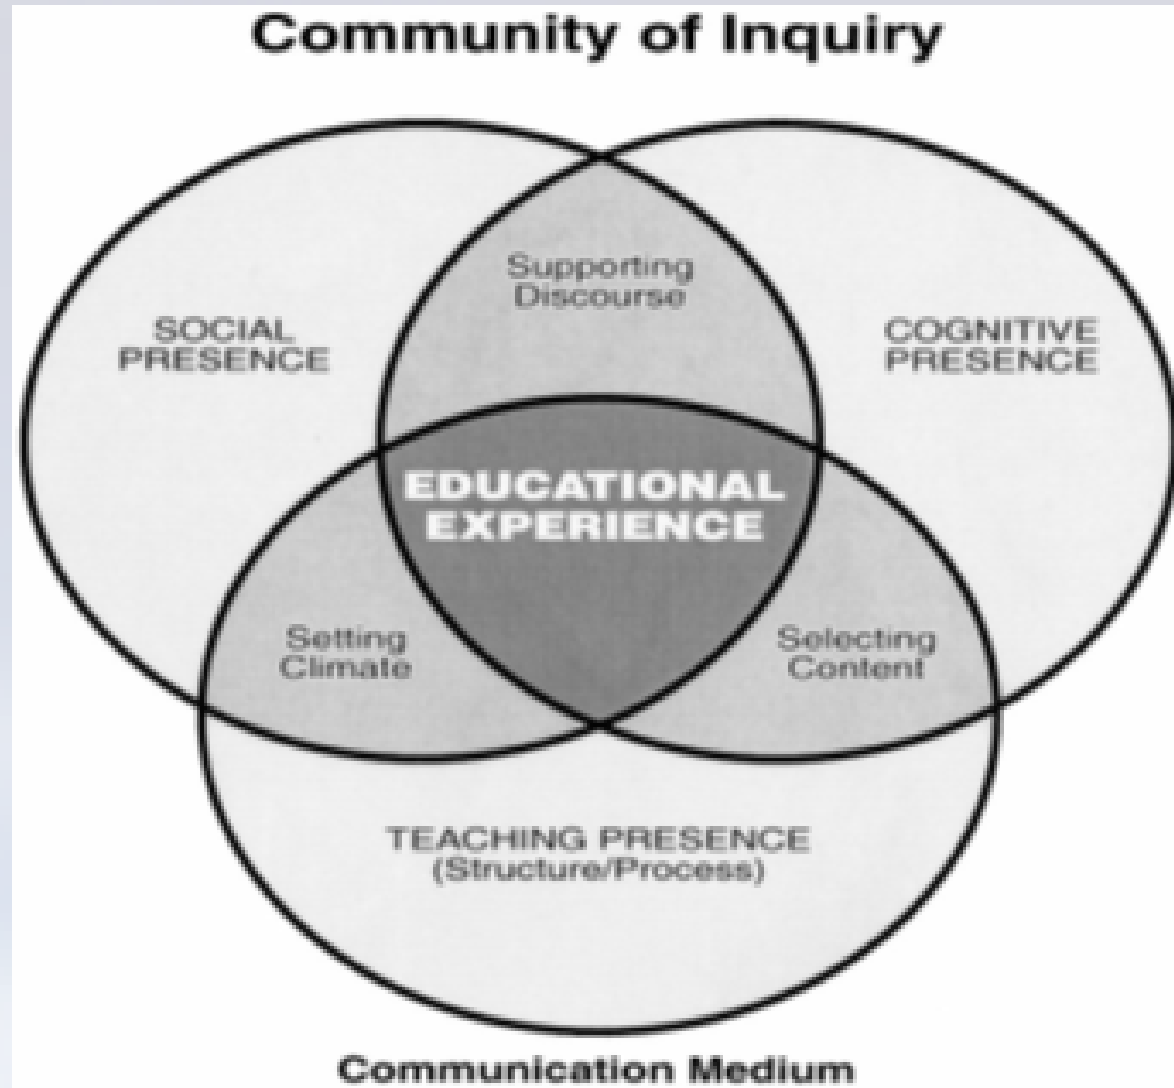 Community of Inquiry
Supporting
Discourse
SOCIAL
PRESENCE
COGNITIVE
PRESENCE
EDUCATIONAL
EXPERIENCE
Setting
Climate
Selecting
Content
TEACHING PRESENCE
(Structure/Process)
Communication Medium